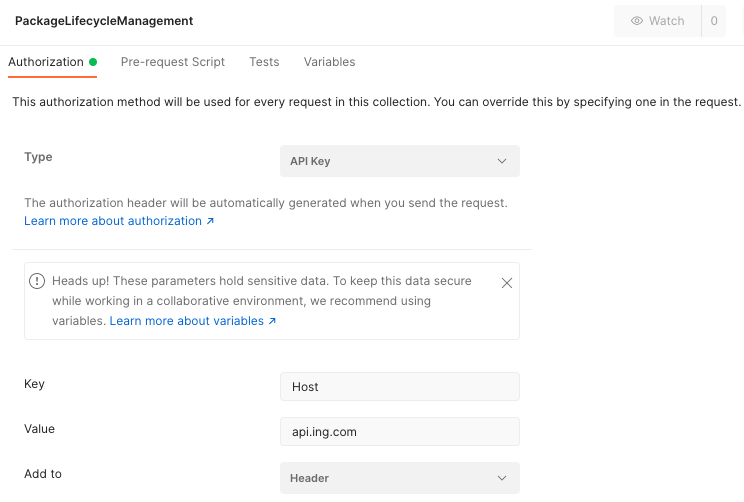 PackageLifecycleManagement
Watch 0
Authorization Pre-request Script Tests Variables
This authorization method will be used for every request in this collection. You can override this by specifying one in the request.
Type API Key
The authorization header will be automatically generated when you send the request.
Learn more about authorization ↗
Heads up! These parameters hold sensitive data. To keep this data secure
while working in a collaborative environment, we recommend using
variables. Learn more about variables ↗
Key Host
Value api.ing.com
Add to Header